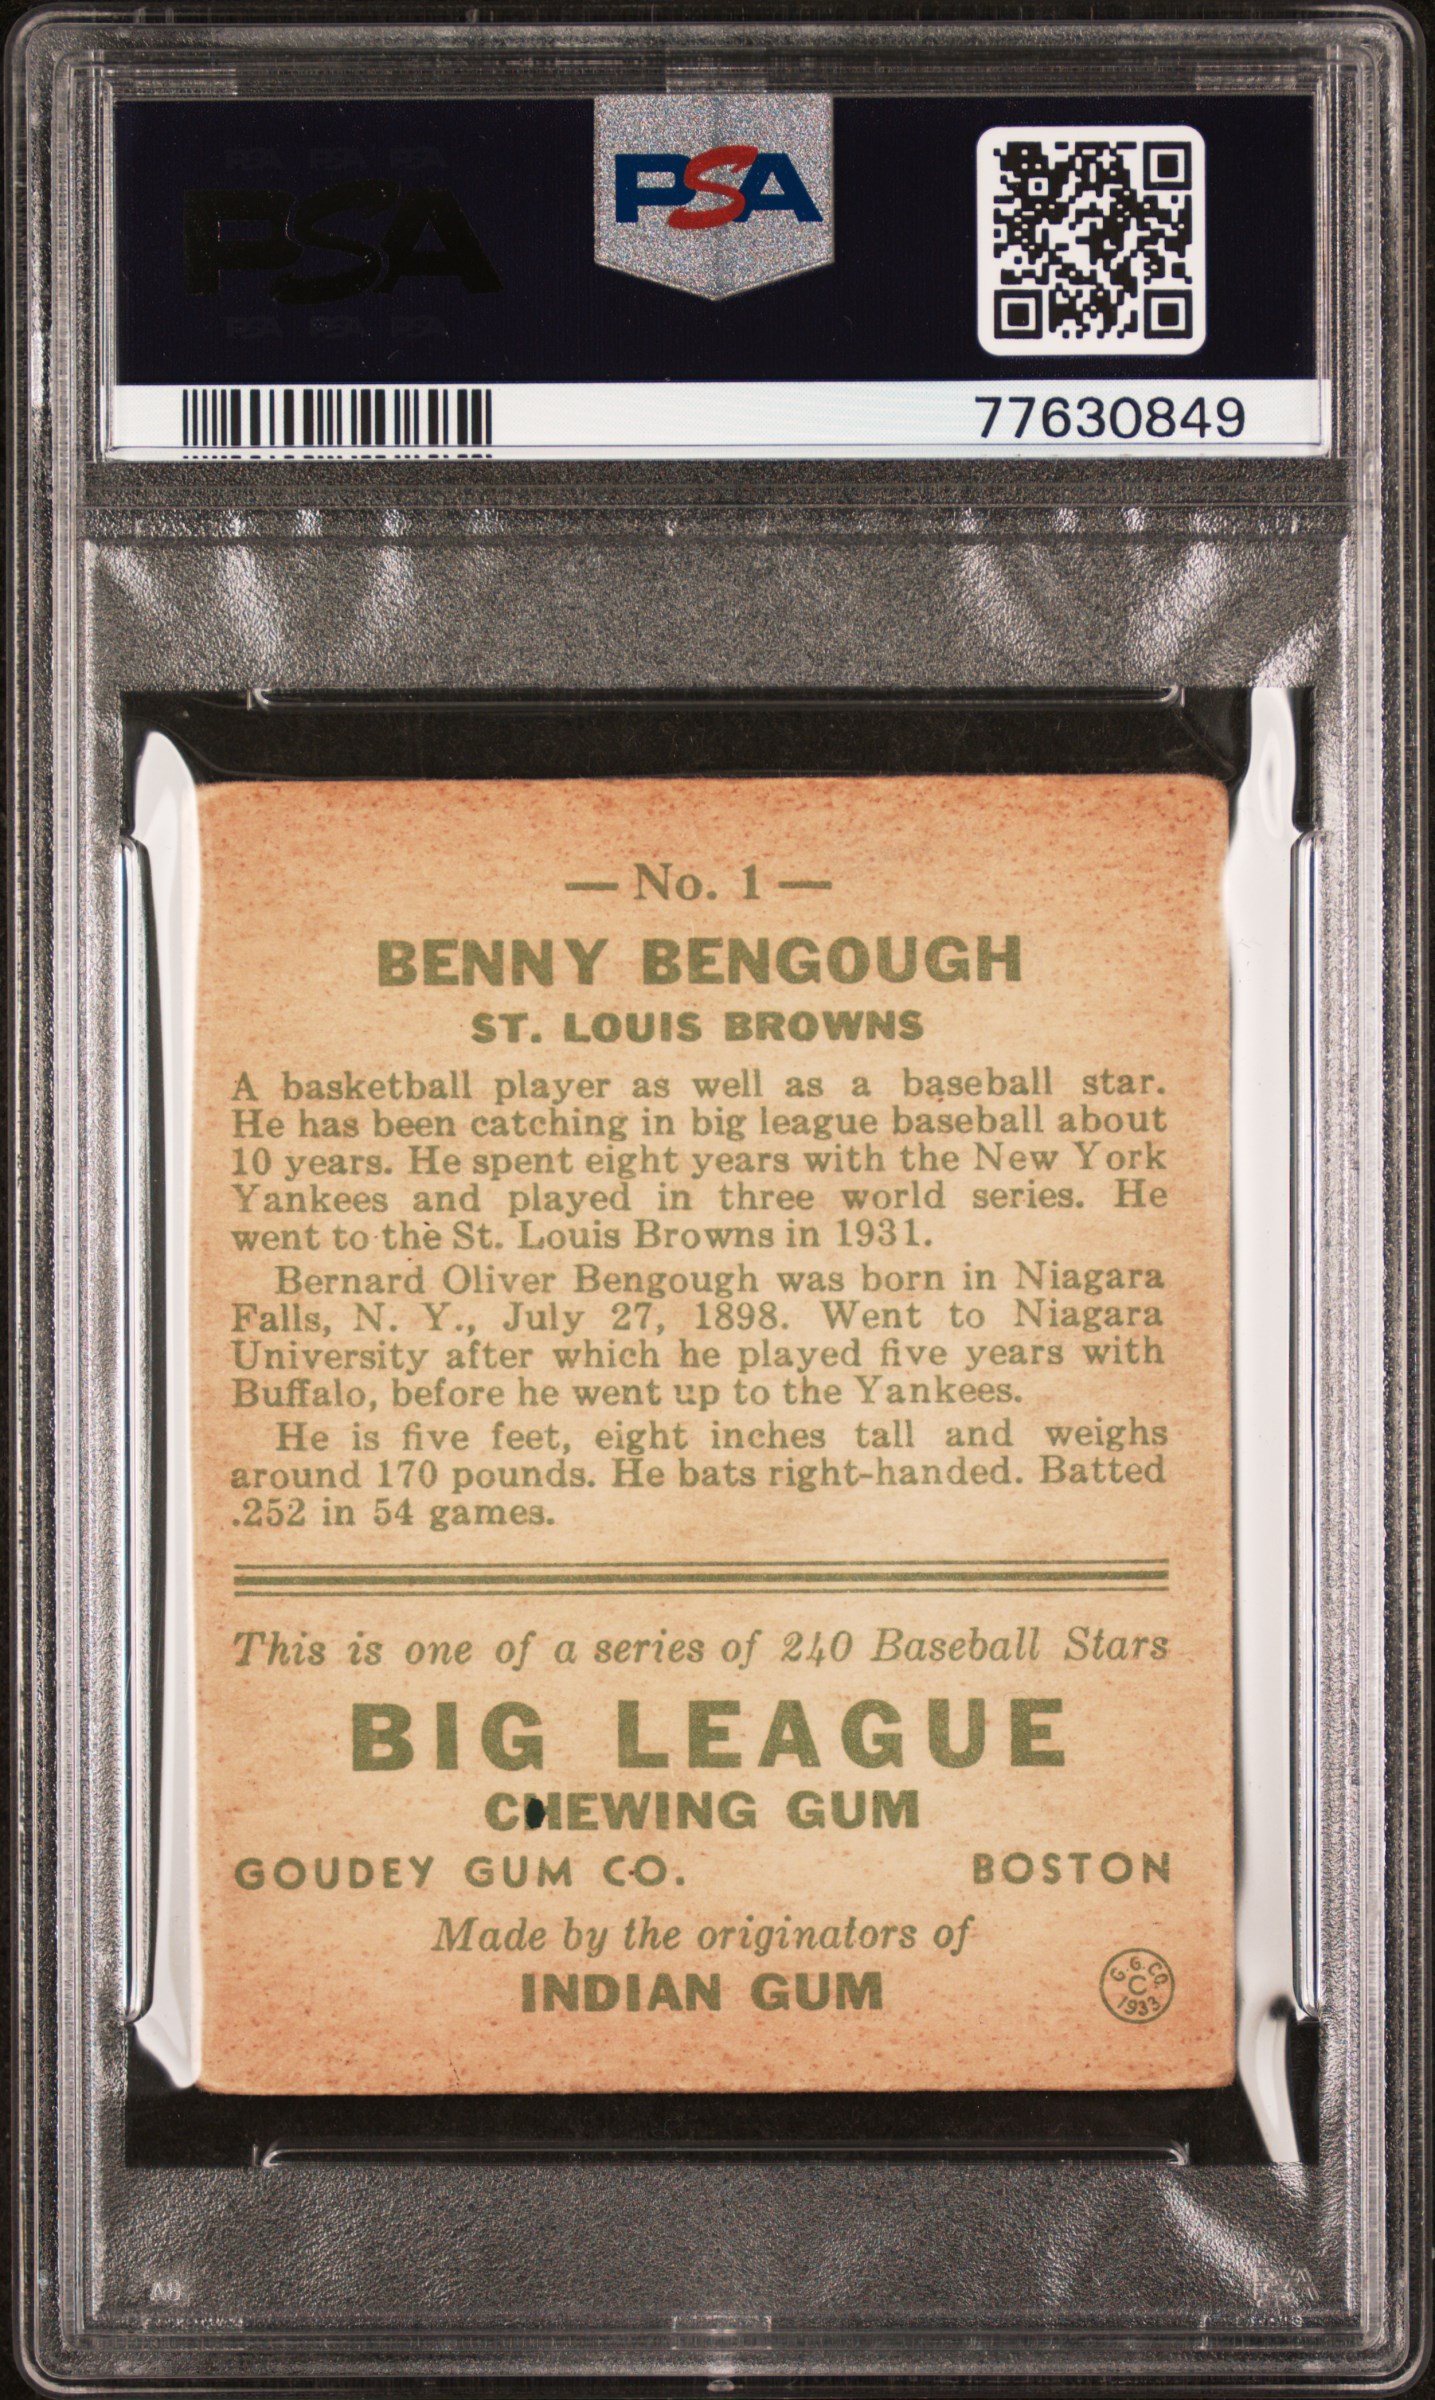 PSA PSA PSA
PSA
PSA PSA PSA
PSA
77630849
— No. 1 —
BENNY BENGOUGH
ST. LOUIS BROWNS
A basketball player as well as a baseball star.
He has been catching in big league baseball about
10 years. He spent eight years with the New York
Yankees and played in three world series. He
went to the St. Louis Browns in 1931.
Bernard Oliver Bengough was born in Niagara
Falls, N. Y., July 27, 1898. Went to Niagara
University after which he played five years with
Buffalo, before he went up to the Yankees.
He is five feet, eight inches tall and weighs
around 170 pounds. He bats right-handed. Batted
.252 in 54 games.
This is one of a series of 240 Baseball Stars
BIG LEAGUE
CHEWING GUM
GOUDEY GUM CO. BOSTON
Made by the originators of
INDIAN GUM
G. G. CO.
C
1933